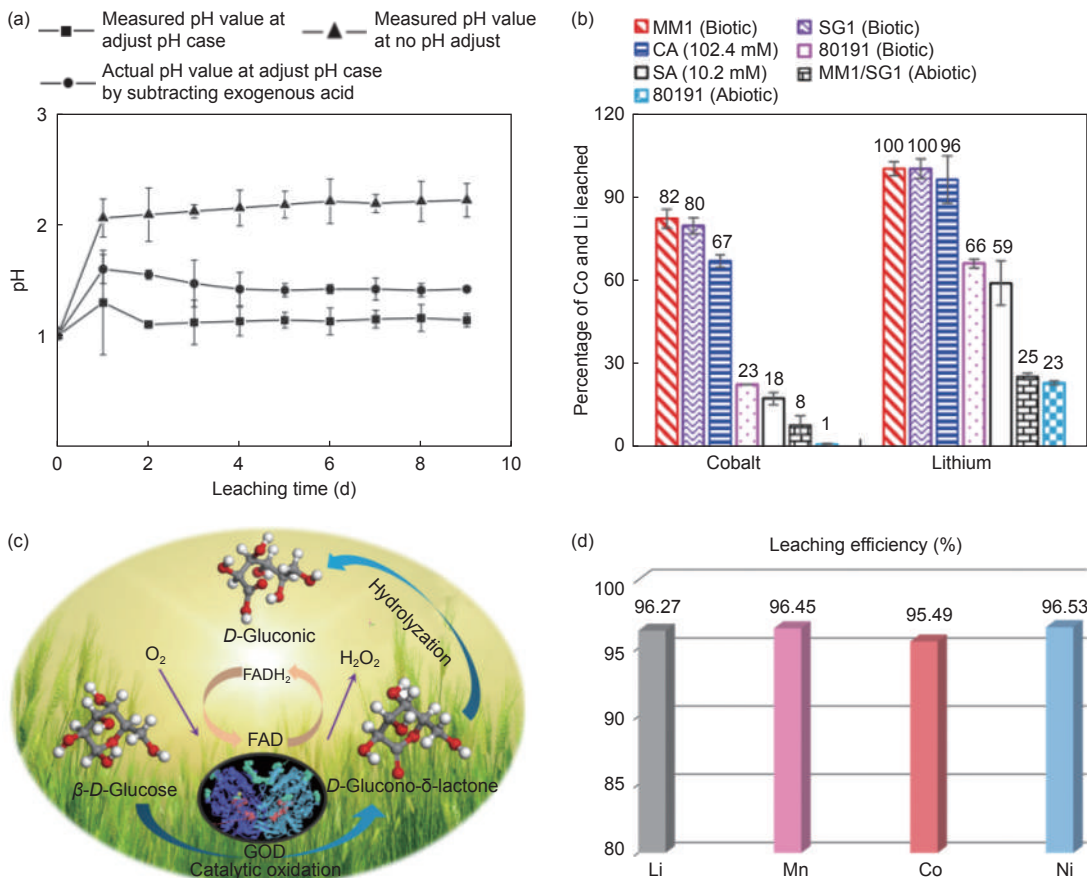 (a)
Measured pH value at
adjust pH case
Measured pH value
at no pH adjust
Actual pH value at adjust pH case
by subtracting exogenous acid
3
2
1
pH
0
2
4
6
8
10
Leaching time (d)
(b)
MM1 (Biotic)
SG1 (Biotic)
CA (102.4 mM)
80191 (Biotic)
SA (10.2 mM)
MM1/SG1 (Abiotic)
80191 (Abiotic)
Percentage of Co and Li leached
120
90
60
30
0
82
80
67
23
18
8
1
100
100
96
66
59
25
23
Cobalt
Lithium
(c)
D-Gluconic
Hydrolyzation
O₂
H₂O₂
FADH₂
FAD
β-D-Glucose
D-Glucono-δ-lactone
GOD
Catalytic oxidation
(d)
Leaching efficiency (%)
100
95
90
85
80
96.27
96.45
95.49
96.53
Li
Mn
Co
Ni